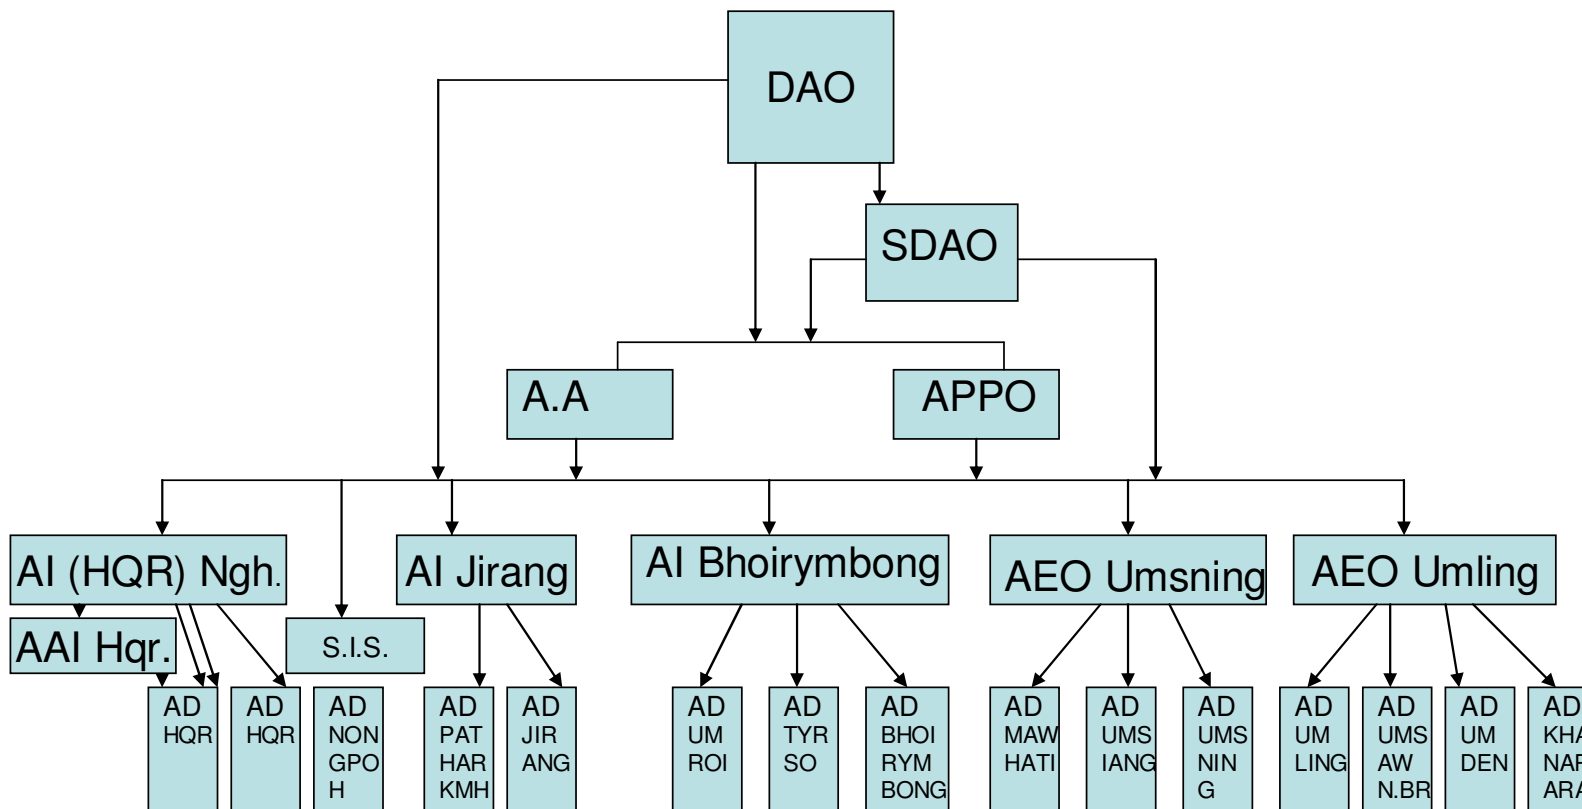 DAO
SDAO
A.A
APPO
AI (HQR) Ngh.
AI Jirang
AI Bhoirymbong
AEO Umsning
AEO Umling
AAI Hqr.
S.I.S.
AD
HQR
AD
HQR
AD
NON
GPO
H
AD
PAT
HAR
KMH
AD
JIR
ANG
AD
UM
ROI
AD
TYR
SO
AD
BHOI
RYM
BONG
AD
MAW
HATI
AD
UMS
IANG
AD
UMS
NIN
G
AD
UM
LING
AD
UMS
AW
N.BR
AD
UM
DEN
AD
KHA
NAP
ARA